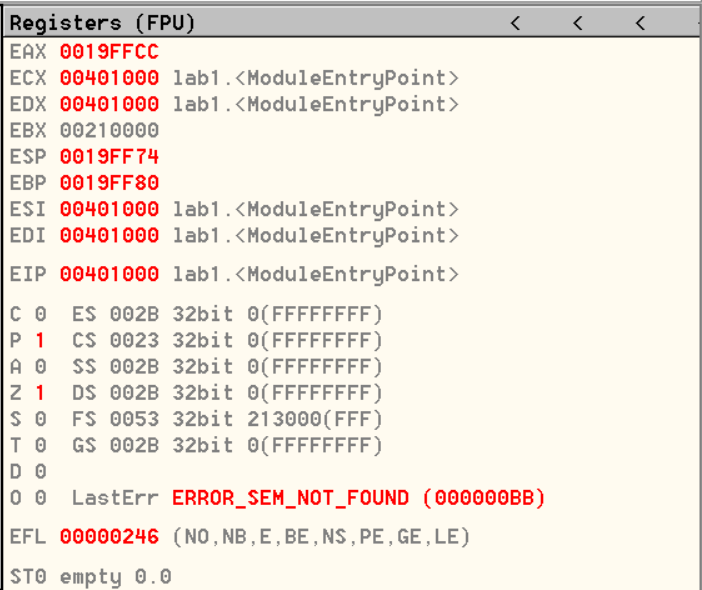 Registers (FPU) < < <
EAX 0019FFCC
ECX 00401000 lab1.<ModuleEntryPoint>
EDX 00401000 lab1.<ModuleEntryPoint>
EBX 00210000
ESP 0019FF74
EBP 0019FF80
ESI 00401000 lab1.<ModuleEntryPoint>
EDI 00401000 lab1.<ModuleEntryPoint>
EIP 00401000 lab1.<ModuleEntryPoint>
C 0 ES 002B 32bit 0(FFFFFFFF)
P 1 CS 0023 32bit 0(FFFFFFFF)
A 0 SS 002B 32bit 0(FFFFFFFF)
Z 1 DS 002B 32bit 0(FFFFFFFF)
S 0 FS 0053 32bit 213000(FFF)
T 0 GS 002B 32bit 0(FFFFFFFF)
D 0
O 0 LastErr ERROR_SEM_NOT_FOUND (000000BB)
EFL 00000246 (NO,NB,E,BE,NS,PE,GE,LE)
ST0 empty 0.0